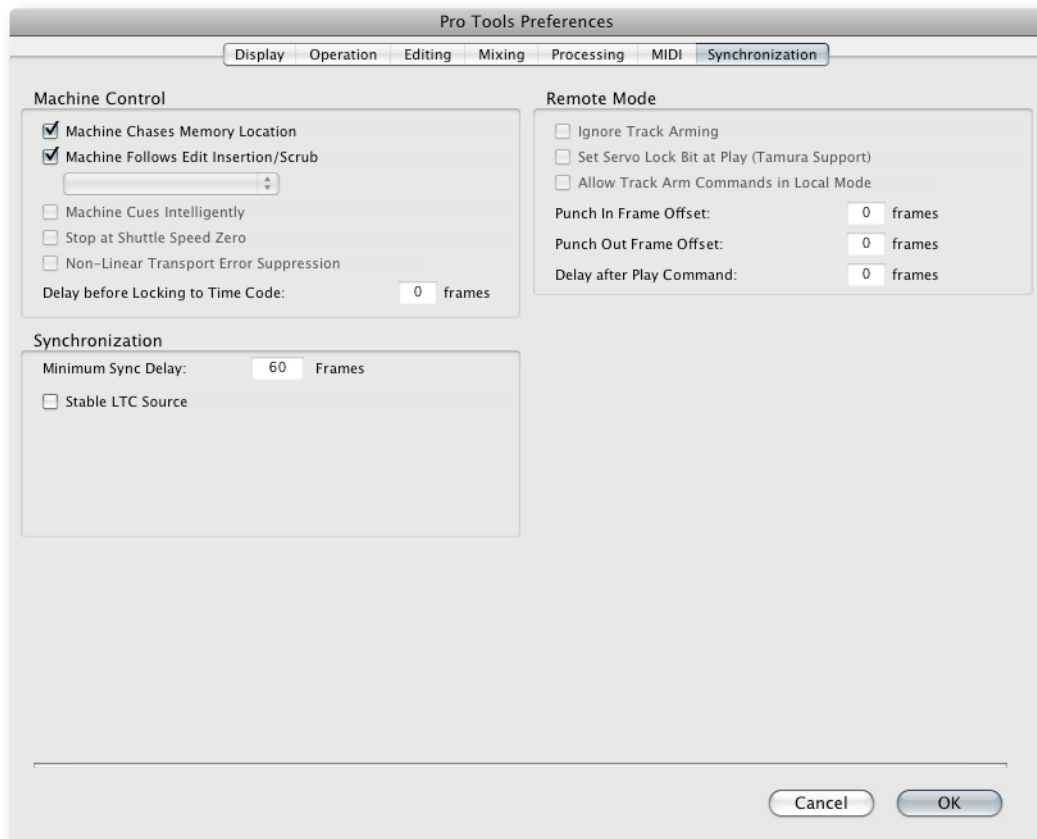 Pro Tools Preferences
Display Operation Editing Mixing Processing MIDI Synchronization
Machine Control
Machine Chases Memory Location
Machine Follows Edit Insertion/Scrub
Machine Cues Intelligently
Stop at Shuttle Speed Zero
Non-Linear Transport Error Suppression
Delay before Locking to Time Code: 0 frames
Synchronization
Minimum Sync Delay: 60 Frames
Stable LTC Source
Remote Mode
Ignore Track Arming
Set Servo Lock Bit at Play (Tamura Support)
Allow Track Arm Commands in Local Mode
Punch In Frame Offset: 0 frames
Punch Out Frame Offset: 0 frames
Delay after Play Command: 0 frames
Cancel OK